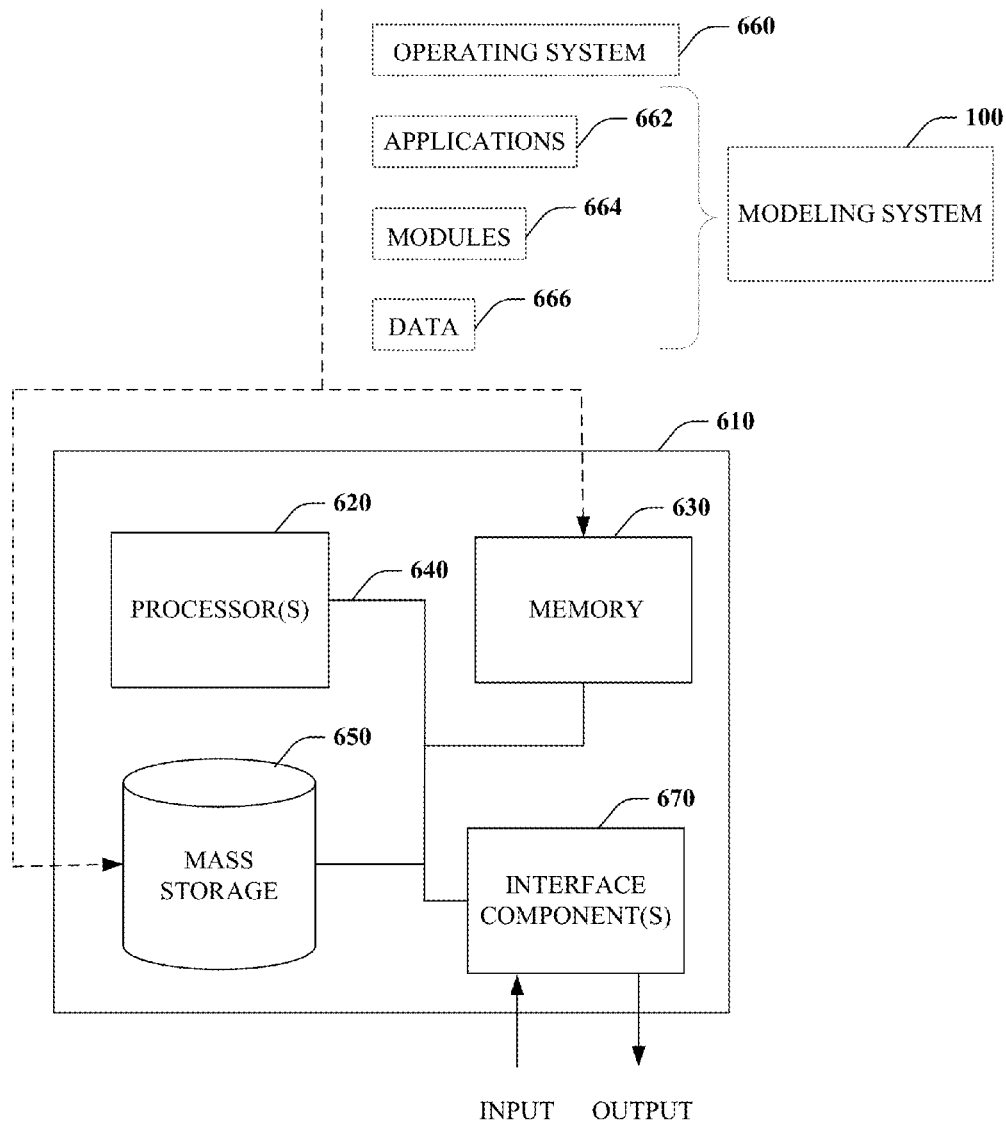 660
OPERATING SYSTEM
662
100
APPLICATIONS
664
MODELING SYSTEM
MODULES
666
DATA
610
620
630
640
PROCESSOR(S)
MEMORY
650
670
MASS
STORAGE
INTERFACE
COMPONENT(S)
INPUT
OUTPUT